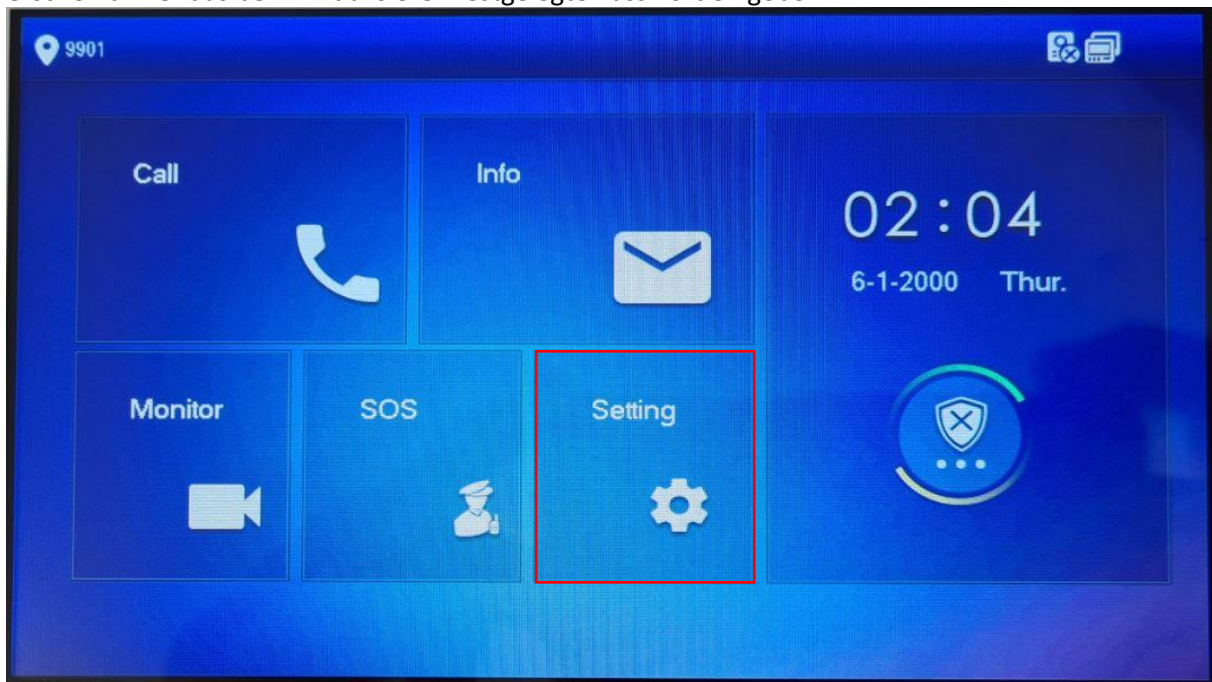 9901
Call
Info
02:04
6-1-2000 Thur.
Monitor
SOS
Setting